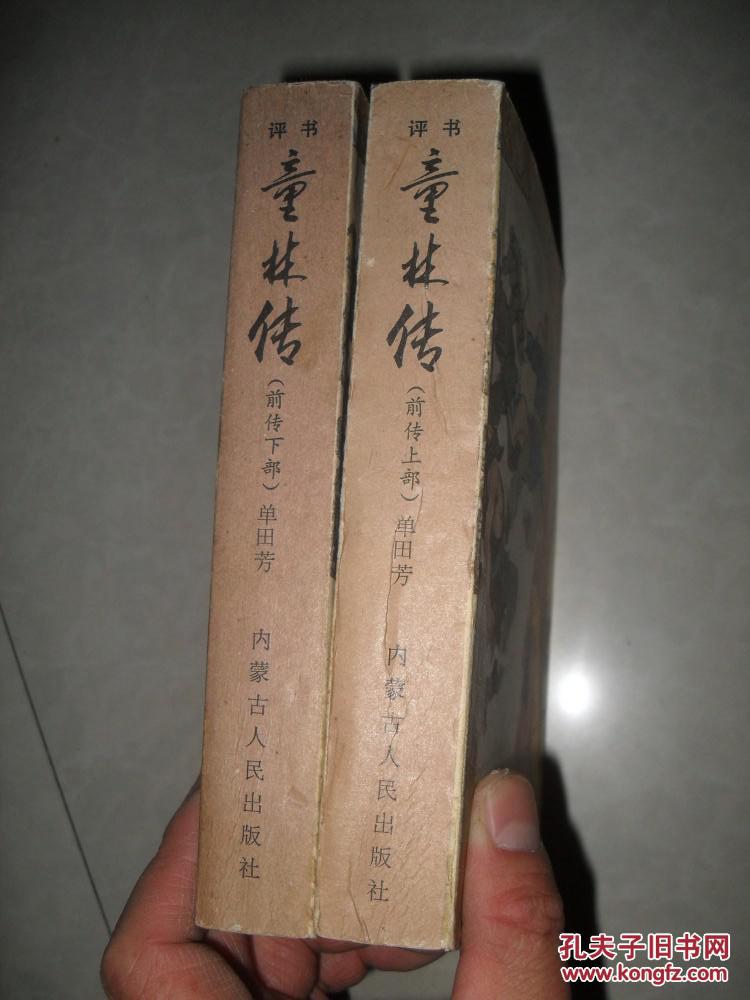 评书
童林传
（前传下部）
单田芳
内蒙古人民出版社
评书
童林传
（前传上部）
单田芳
内蒙古人民出版社
孔夫子旧书网
www.kongfz.com